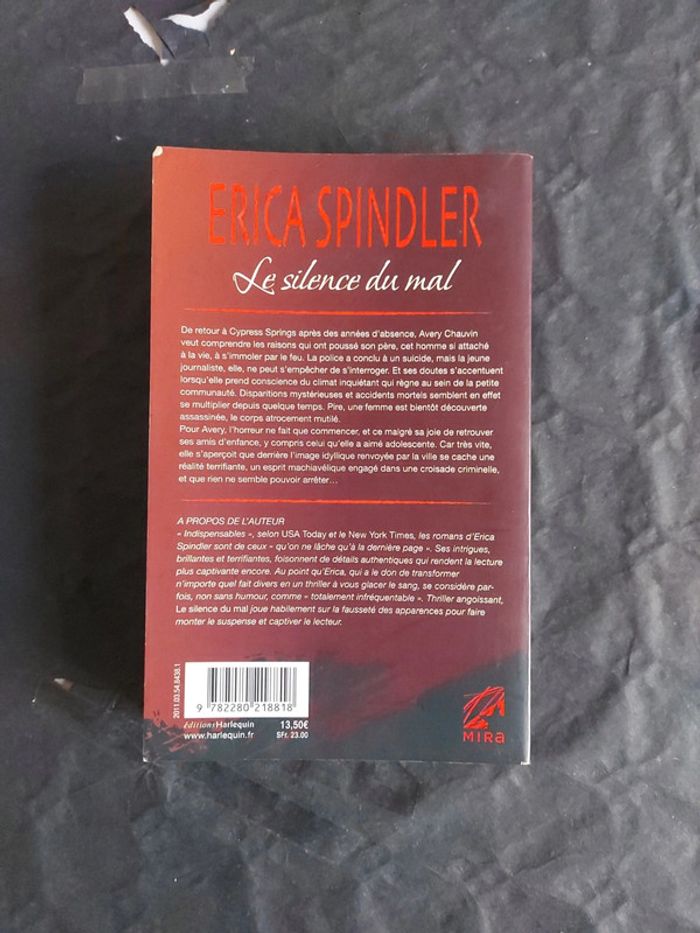 ERICA SPINDLER
Le silence du mal
De retour à Cypress Springs après des années d'absence, Avery Chauvin
veut comprendre les raisons qui ont poussé son père, cet homme si attaché
à la vie, à s'immoler par le feu. La police a conclu à un suicide, mais la jeune
journaliste, elle, ne peut s'empêcher de s'interroger. Et ses doutes s'accentuent
lorsqu'elle prend conscience du climat inquiétant qui règne au sein de la petite
communauté. Disparitions mystérieuses et accidents mortels semblent en effet
se multiplier depuis quelque temps. Pire, une femme est bientôt découverte
assassinée, le corps atrocement mutilé.
Pour Avery, l'horreur ne fait que commencer, et ce malgré sa joie de retrouver
ses amis d'enfance, y compris celui qu'elle a aimé adolescente. Car très vite,
elle s'aperçoit que derrière l'image idyllique renvoyée par la ville se cache une
réalité terrifiante, un esprit machiavélique engagé dans une croisade criminelle,
et que rien ne semble pouvoir arrêter…
A PROPOS DE L'AUTEUR
« Indispensables », selon USA Today et le New York Times, les romans d'Erica
Spindler sont de ceux « qu'on ne lâche qu'à la dernière page ». Ses intrigues,
brillantes et terrifiantes, foisonnent de détails authentiques qui rendent la lecture
plus captivante encore. Au point qu'Erica, qui a le don de transformer
n'importe quel fait divers en un thriller à vous glacer le sang, se considère par-
fois, non sans humour, comme « totalement infréquentable ». Thriller angoissant,
Le silence du mal joue habilement sur la fausseté des apparences pour faire
monter le suspense et captiver le lecteur.
2011.03.54.8438.1
9 782280 218818
éditions Harlequin
www.harlequin.fr
13,50€
SFr. 23.00
MIRa